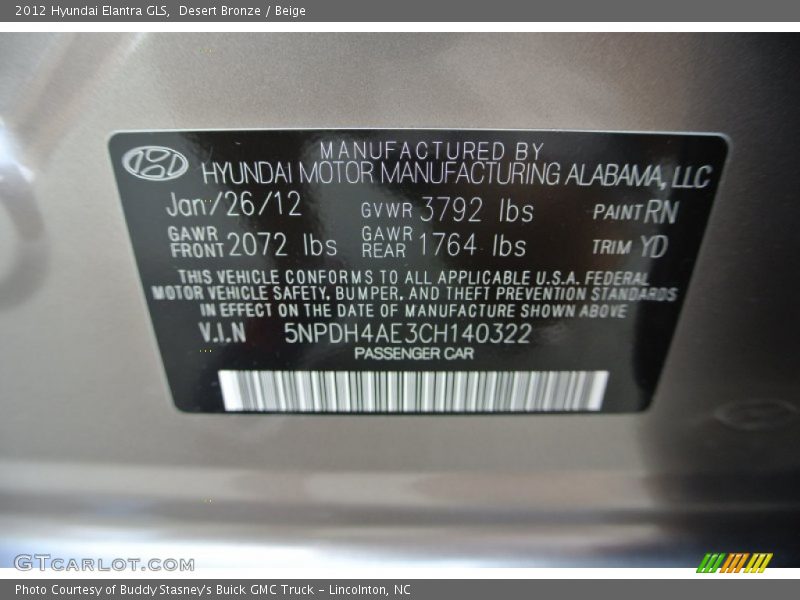 2012 Hyundai Elantra GLS, Desert Bronze / Beige
MANUFACTURED BY
HYUNDAI MOTOR MANUFACTURING ALABAMA, LLC
Jan/26/12 GVWR 3792 lbs PAINT RN
GAWR FRONT 2072 lbs GAWR REAR 1764 lbs TRIM YD
THIS VEHICLE CONFORMS TO ALL APPLICABLE U.S.A. FEDERAL
MOTOR VEHICLE SAFETY, BUMPER, AND THEFT PREVENTION STANDARDS
IN EFFECT ON THE DATE OF MANUFACTURE SHOWN ABOVE
V.I.N 5NPDH4AE3CH140322
PASSENGER CAR
GTCARLOT.COM
Photo Courtesy of Buddy Stasney's Buick GMC Truck - Lincolnton, NC